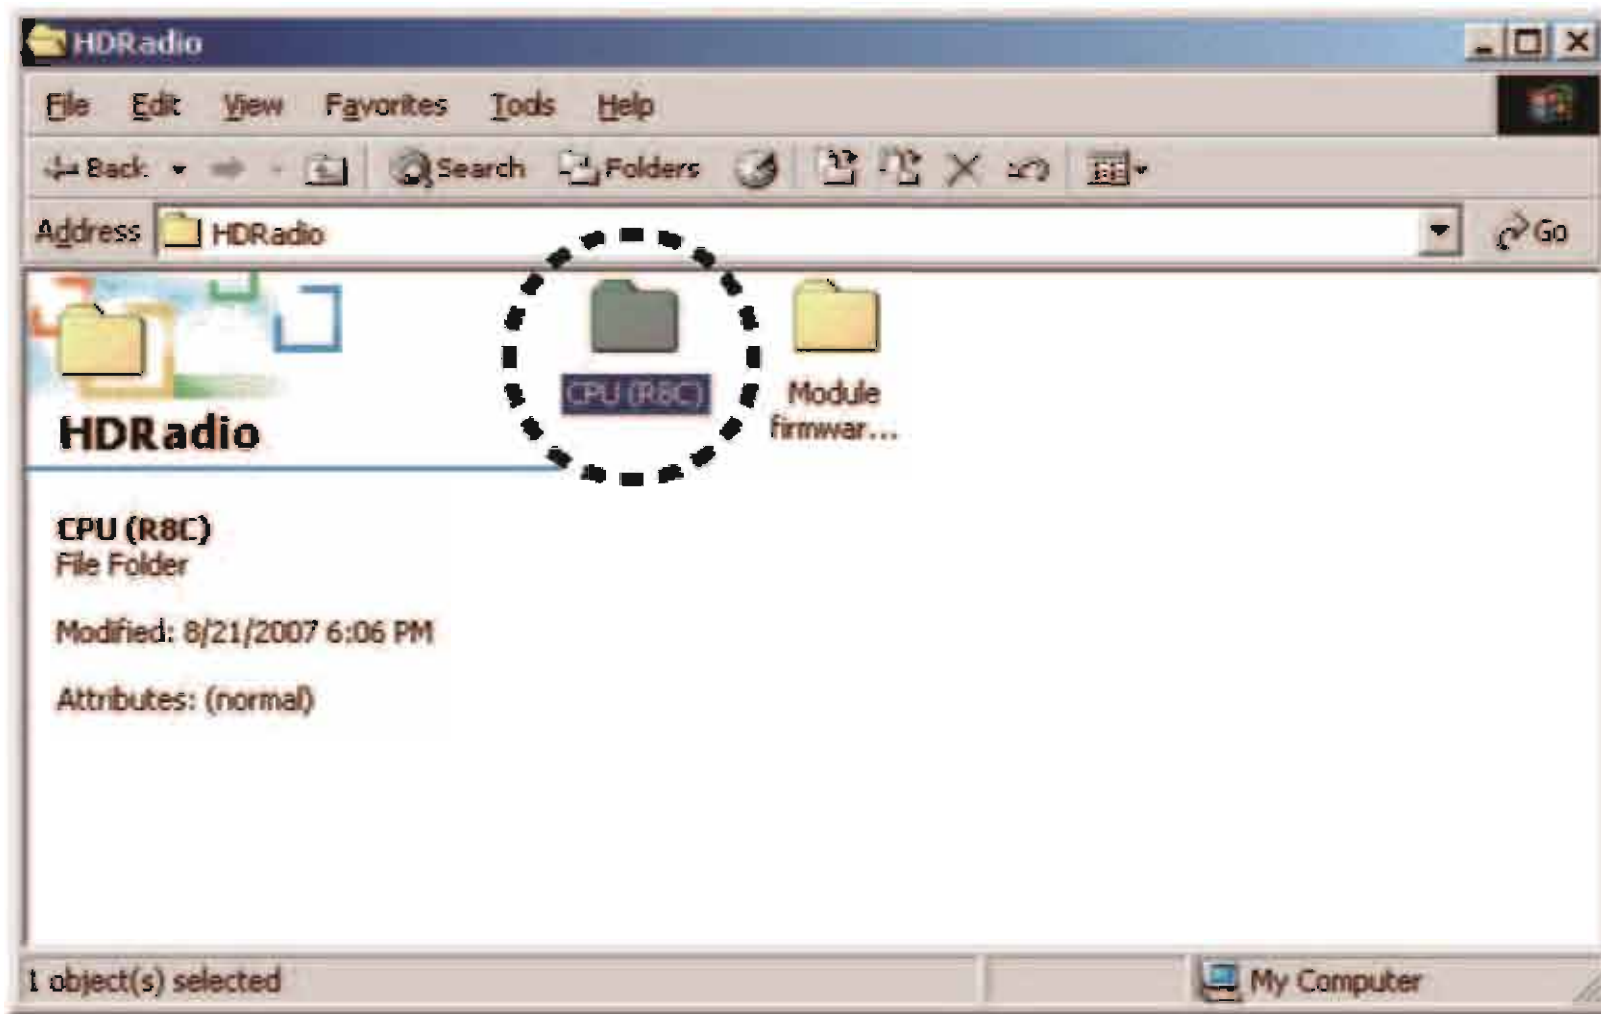 HDRadio
File Edit View Favorites Tools Help
Back Search Folders
Address HDRadio Go
CPU (R8C)
Module
firmwar...
HDRadio
CPU (R8C)
File Folder
Modified: 8/21/2007 6:06 PM
Attributes: (normal)
1 object(s) selected
My Computer